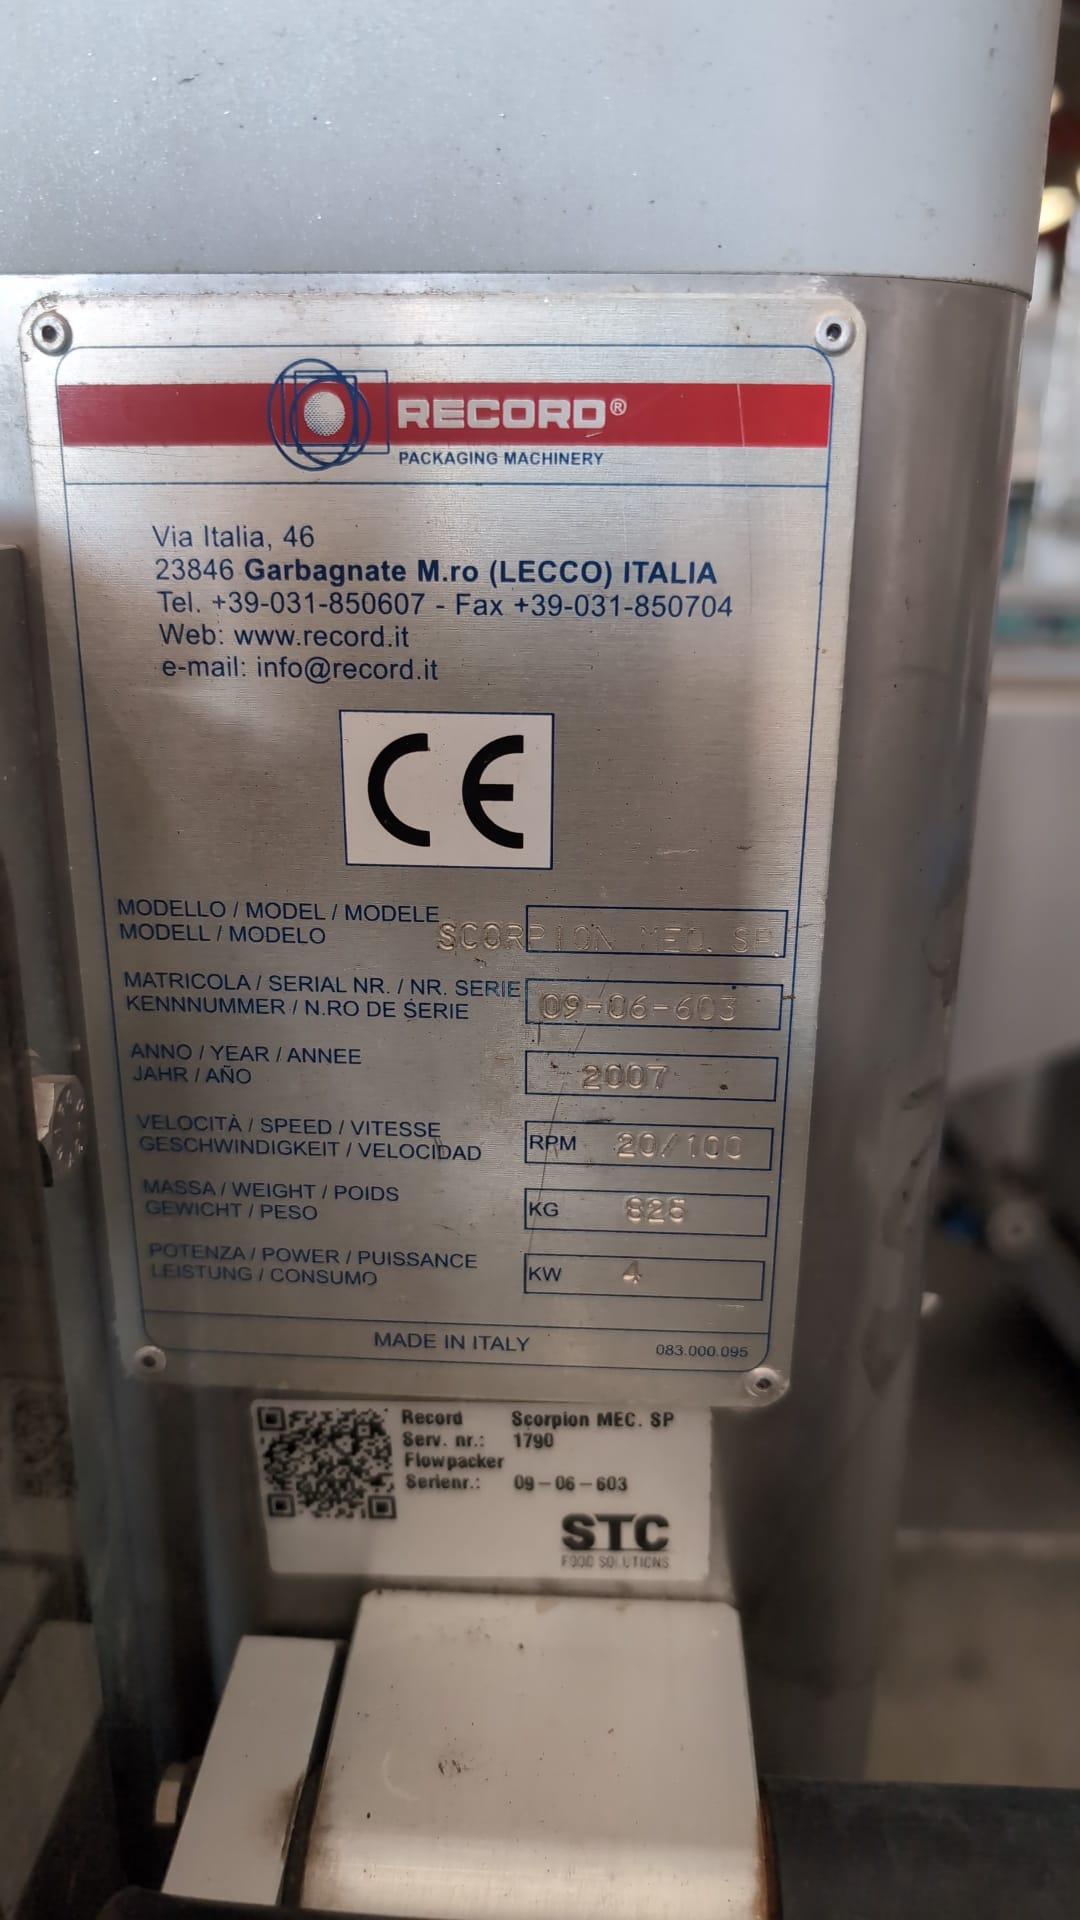 RECORD®
PACKAGING MACHINERY
Via Italia, 46
23846 Garbagnate M.ro (LECCO) ITALIA
Tel. +39-031-850607 - Fax +39-031-850704
Web: www.record.it
e-mail: info@record.it
CE
MODELLO / MODEL / MODELE
MODELL / MODELO
SCORPION MEC. SP.
MATRICOLA / SERIAL NR. / NR. SERIE
KENNNUMMER / N.RO DE SERIE
09-06-603
ANNO / YEAR / ANNEE
JAHR / AÑO
2007
VELOCITÀ / SPEED / VITESSE
GESCHWINDIGKEIT / VELOCIDAD
RPM 20/100
MASSA / WEIGHT / POIDS
GEWICHT / PESO
KG 825
POTENZA / POWER / PUISSANCE
LEISTUNG / CONSUMO
KW 4
MADE IN ITALY
083.000.095
Record Scorpion MEC. SP
Serv. nr.: 1790
Flowpacker
Serienr.: 09-06-603
STC
FOOD SOLUTIONS